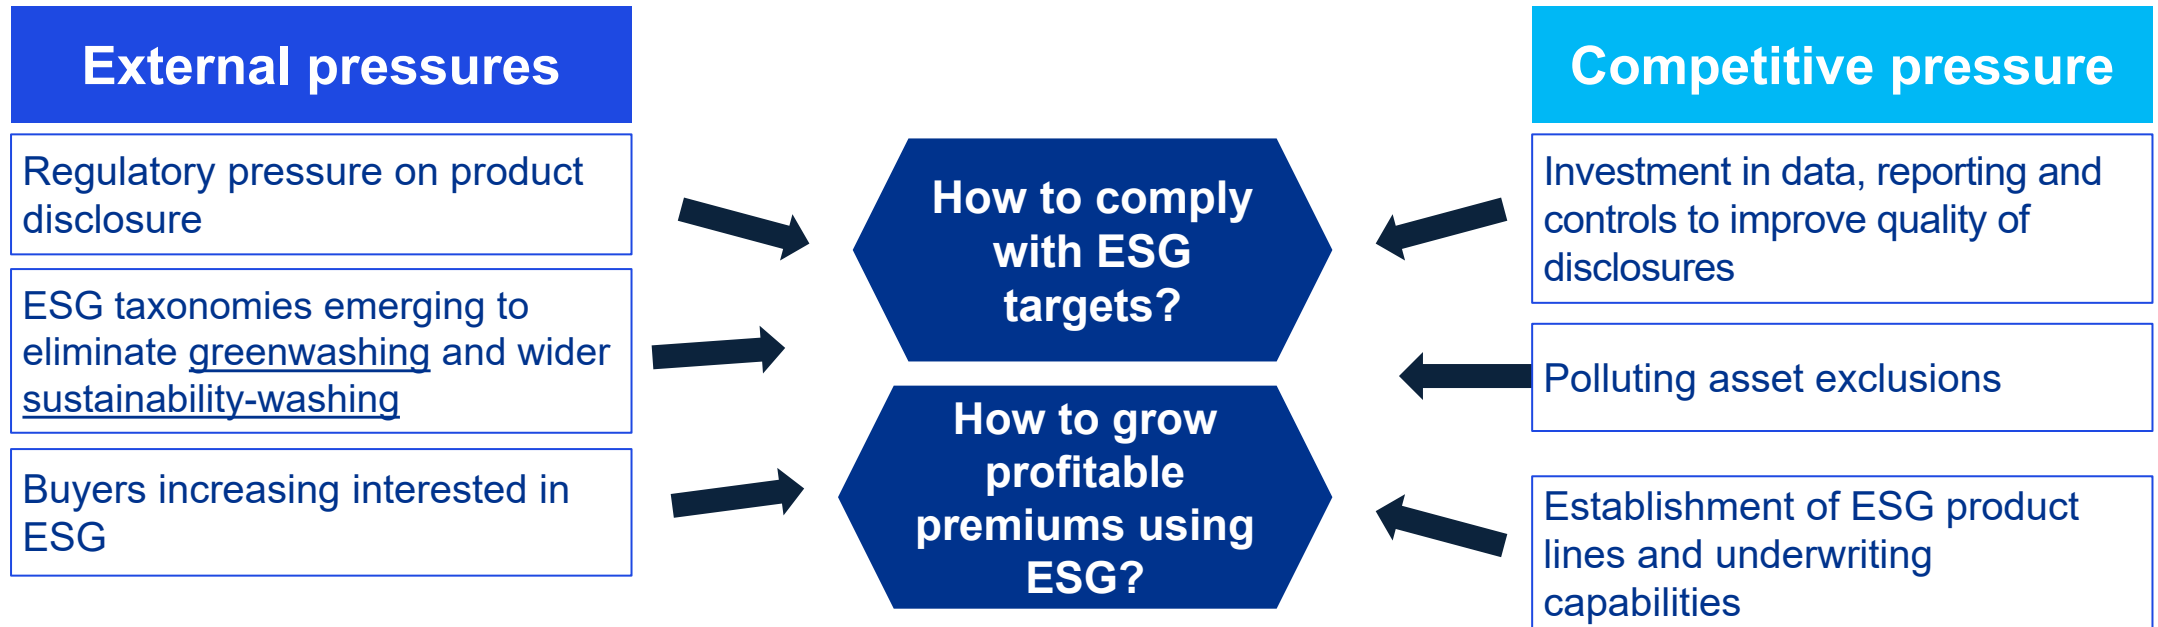 External pressures
Regulatory pressure on product
disclosure
ESG taxonomies emerging to
eliminate greenwashing and wider
sustainability-washing
Buyers increasing interested in
ESG
How to comply
with ESG
targets?
How to grow
profitable
premiums using
ESG?
Competitive pressure
Investment in data, reporting and
controls to improve quality of
disclosures
Polluting asset exclusions
Establishment of ESG product
lines and underwriting
capabilities